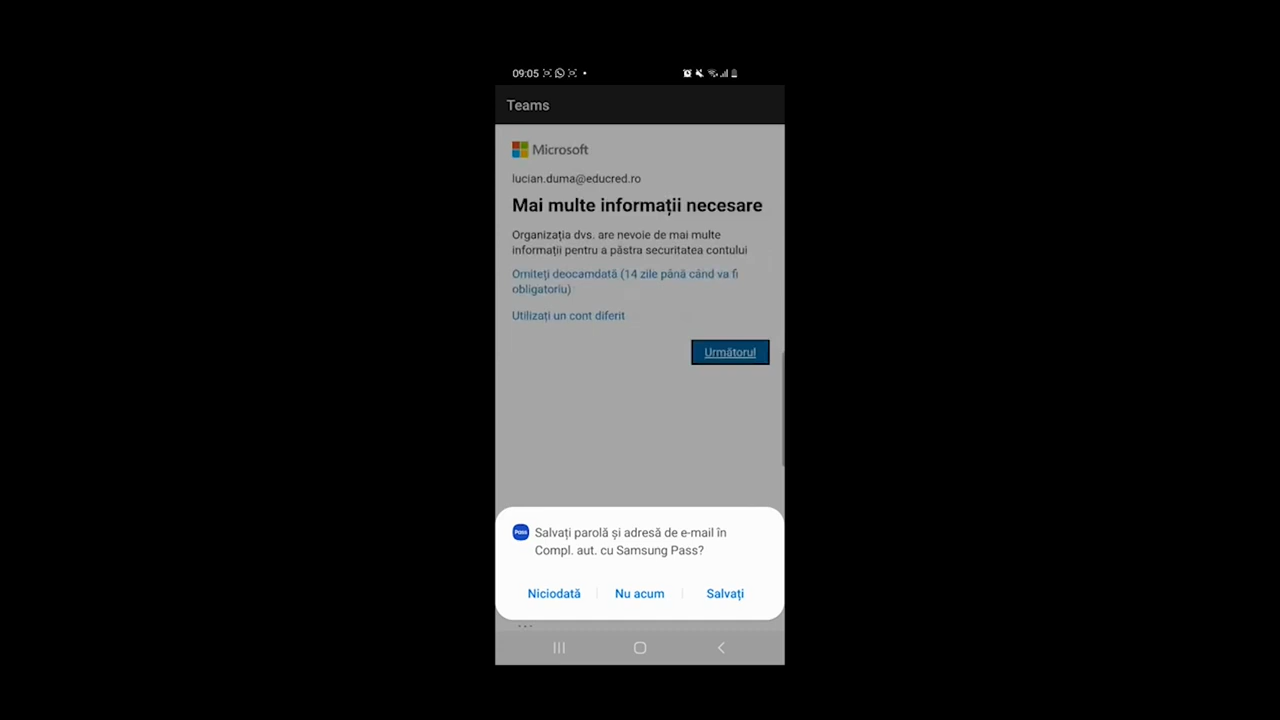 09:05
Teams
Microsoft
lucian.duma@educred.ro
Mai multe informații necesare
Organizația dvs. are nevoie de mai multe
informații pentru a păstra securitatea contului
Omiteți deocamdată (14 zile până când va fi
obligatoriu)
Utilizați un cont diferit
Următorul
Pass
Salvați parolă și adresă de e-mail în
Compl. aut. cu Samsung Pass?
Niciodată
Nu acum
Salvați